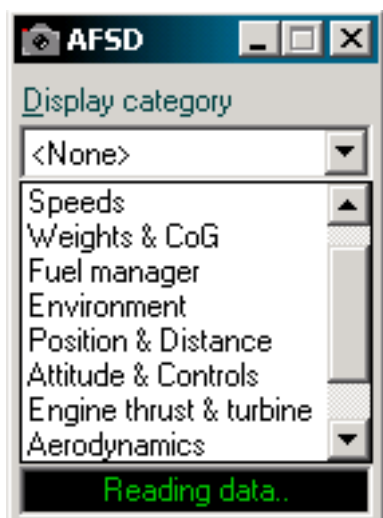 AFSD
Display category
<None>
Speeds
Weights & CoG
Fuel manager
Environment
Position & Distance
Attitude & Controls
Engine thrust & turbine
Aerodynamics
Reading data..